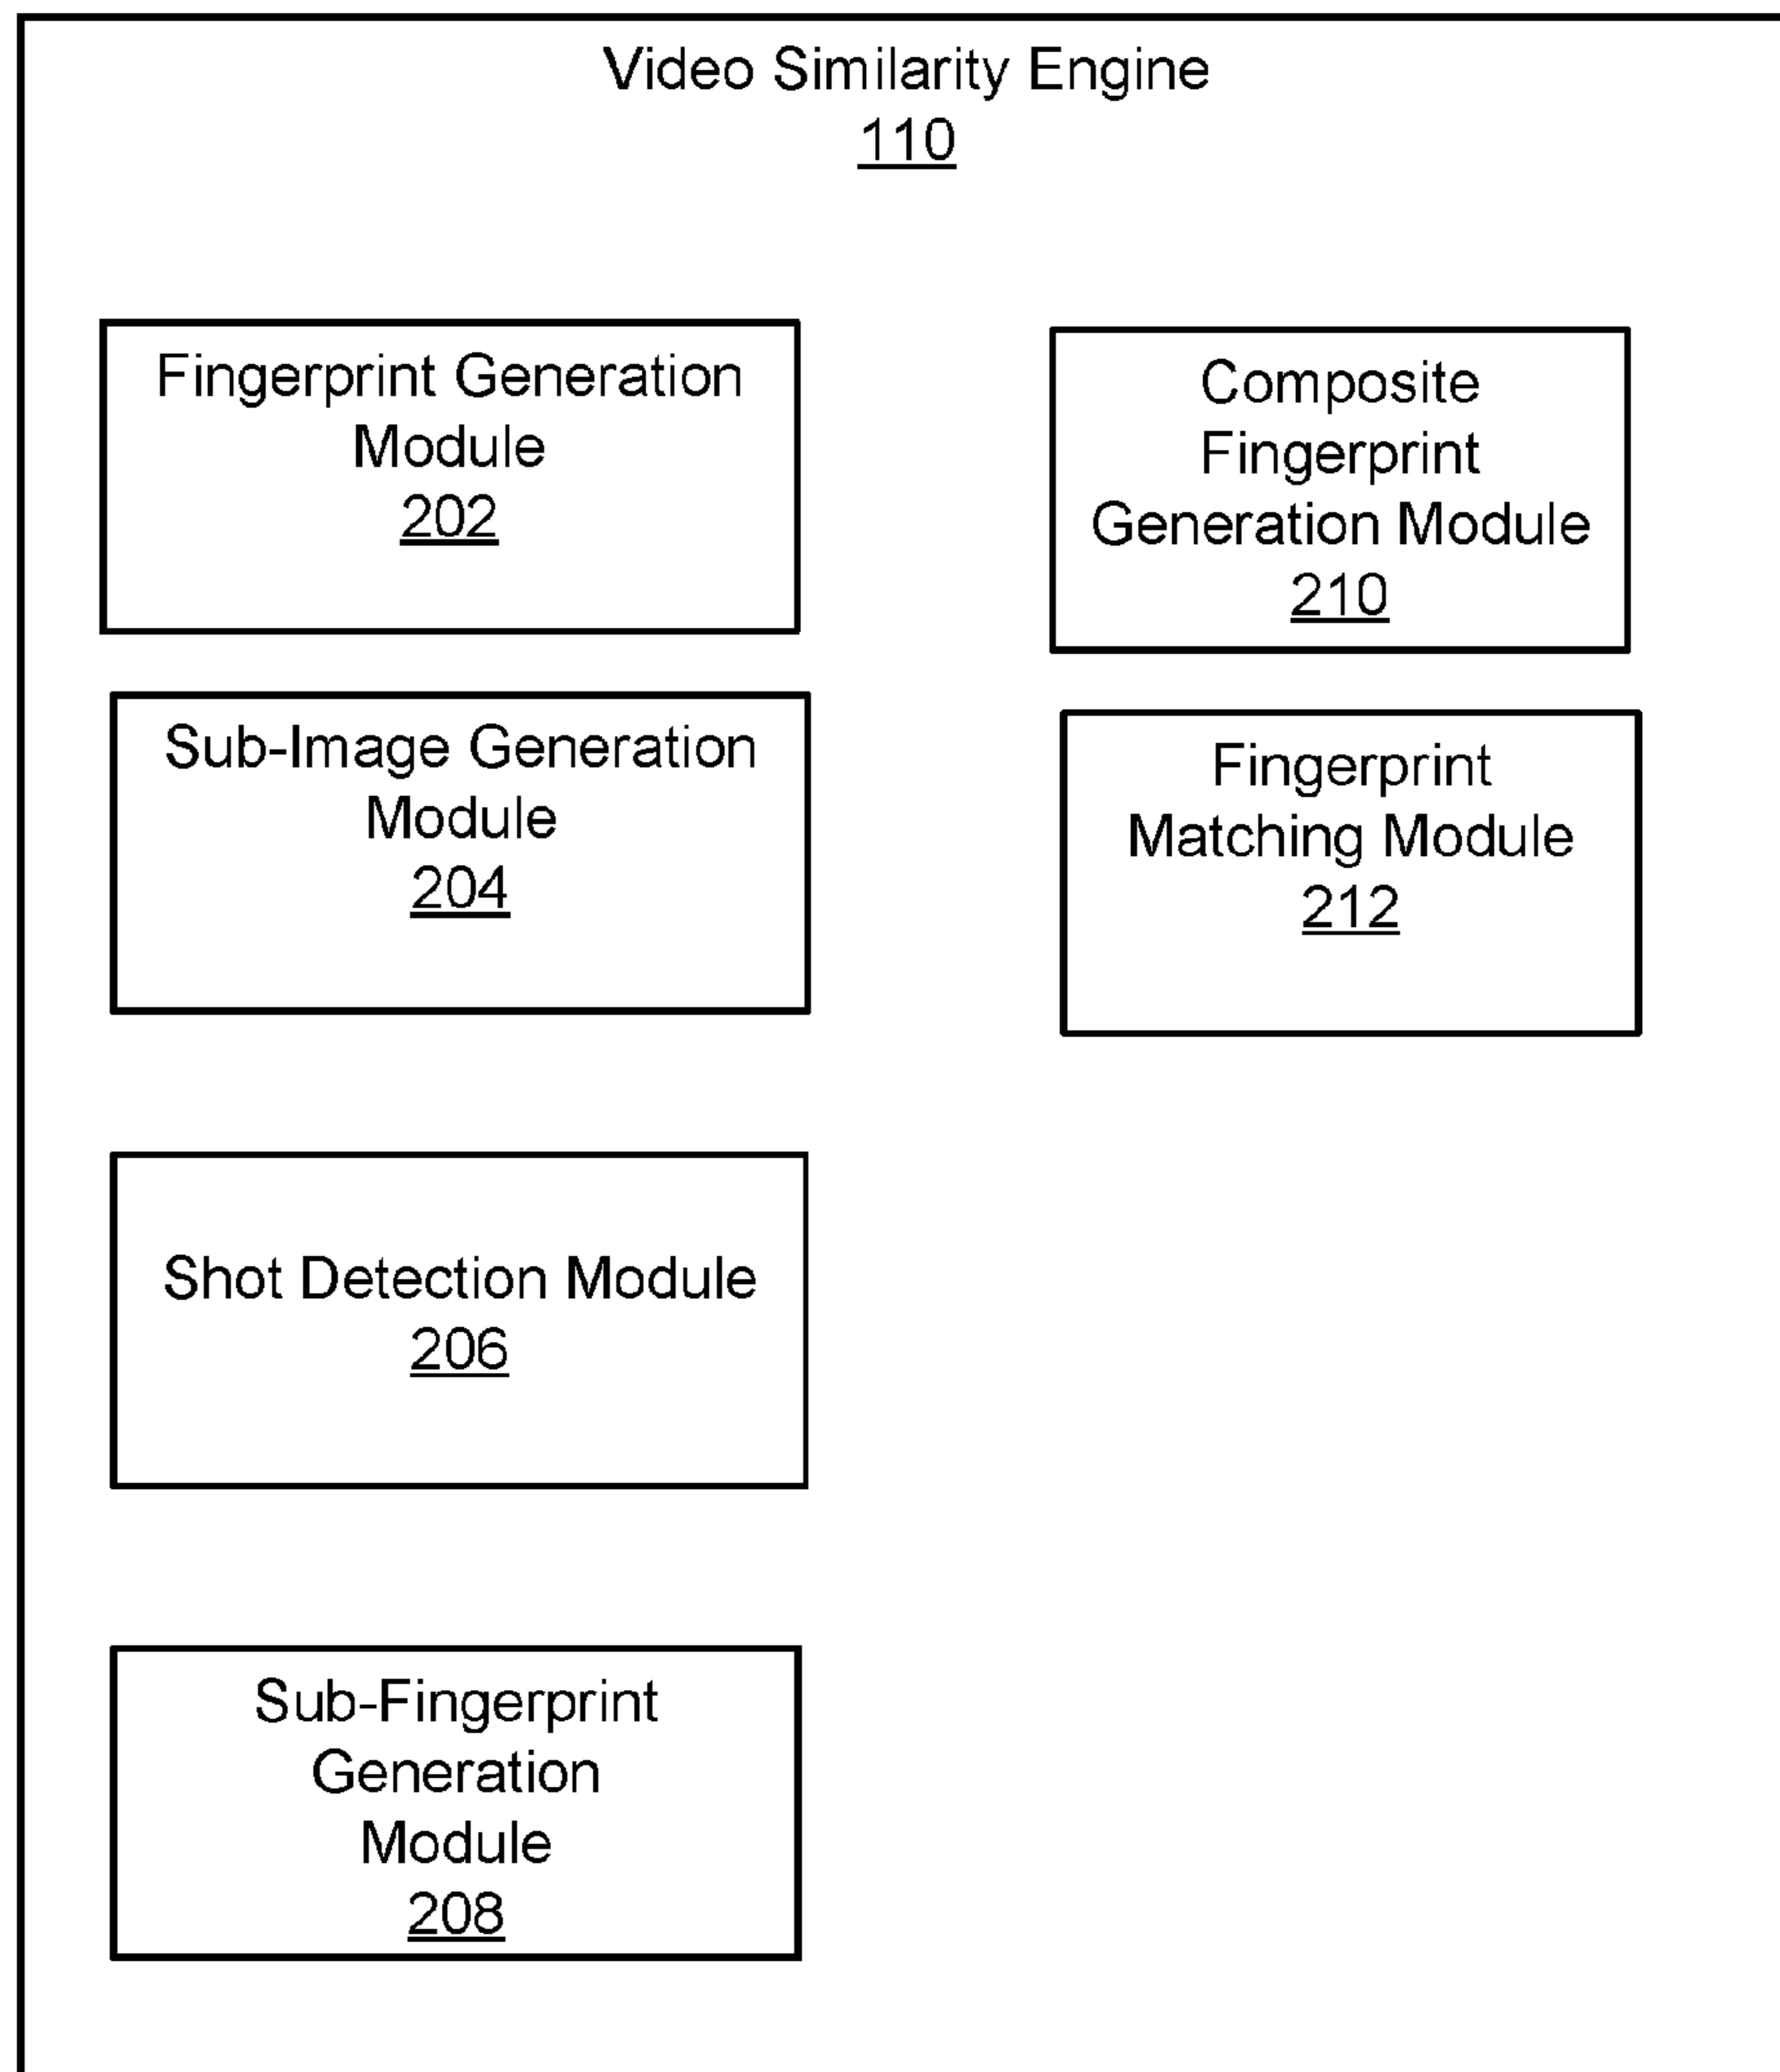 Video Similarity Engine
110
Fingerprint Generation
Module
202
Sub-Image Generation
Module
204
Shot Detection Module
206
Sub-Fingerprint
Generation
Module
208
Composite
Fingerprint
Generation Module
210
Fingerprint
Matching Module
212